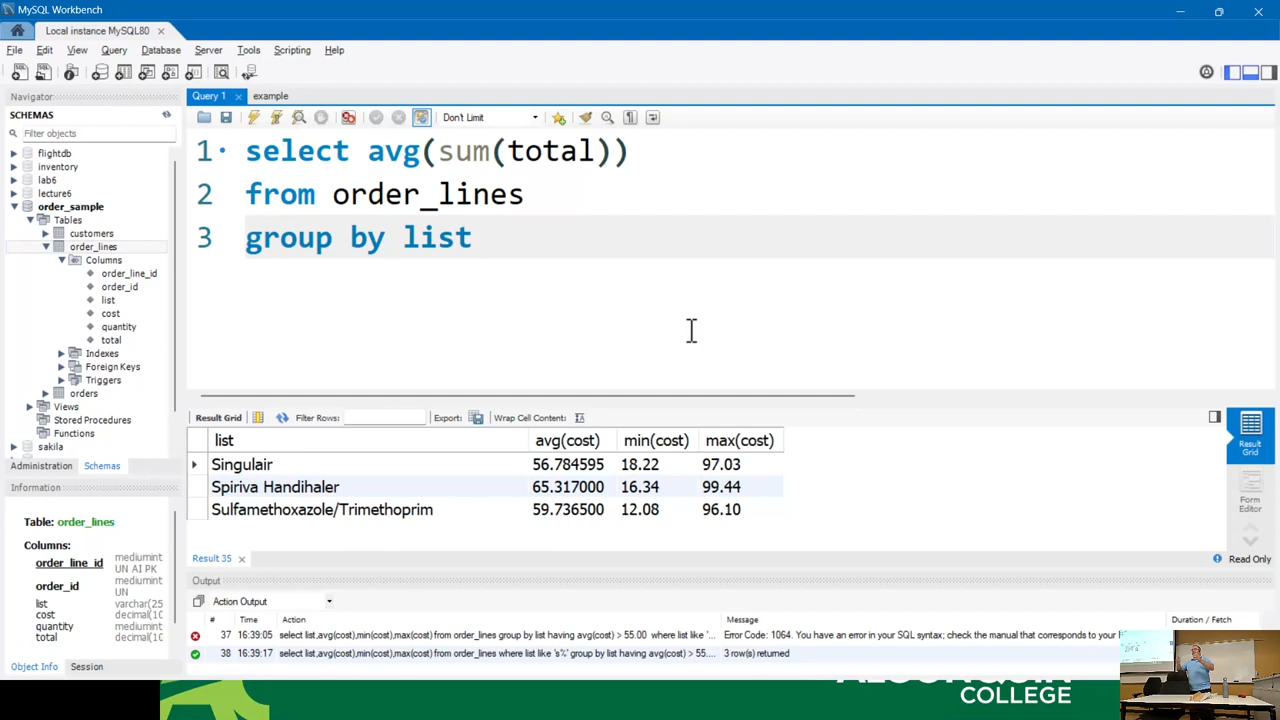 MySQL Workbench
Local instance MySQL80
File Edit View Query Database Server Tools Scripting Help
Navigator
SCHEMAS
Filter objects
flightdb
inventory
lab6
lecture6
order_sample
Tables
customers
order_lines
Columns
order_line_id
order_id
list
cost
quantity
total
Indexes
Foreign Keys
Triggers
orders
Views
Stored Procedures
Functions
sakila
Administration Schemas
Information
Table: order_lines
Columns:
order_line_id mediumint UN AI PK
order_id mediumint UN
list varchar(25
cost decimal(10
quantity mediumint
total decimal(10
Object Info Session
Query 1 example
Don't Limit
1 select avg(sum(total))
2 from order_lines
3 group by list
Result Grid Filter Rows: Export: Wrap Cell Content:
list avg(cost) min(cost) max(cost)
Singulair 56.784595 18.22 97.03
Spiriva Handihaler 65.317000 16.34 99.44
Sulfamethoxazole/Trimethoprim 59.736500 12.08 96.10
Result Grid
Form Editor
Result 35 Read Only
Output
Action Output
# Time Action Message Duration / Fetch
37 16:39:05 select list,avg(cost),min(cost),max(cost) from order_lines group by list having avg(cost) > 55.00 where list like '... Error Code: 1064. You have an error in your SQL syntax; check the manual that corresponds to your
38 16:39:17 select list,avg(cost),min(cost),max(cost) from order_lines where list like 's%' group by list having avg(cost) > 55.... 3 row(s) returned
COLLEGE